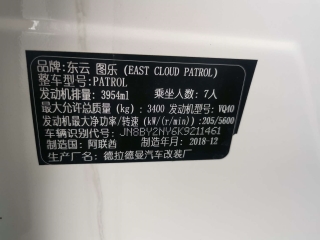 品牌:东云 图乐 (EAST CLOUD PATROL)
整车型号:PATROL
发动机排量: 3954ml 乘坐人数: 7人
最大允许总质量 (kg): 3400 发动机型号: VQ40
发动机最大净功率/转速 (kW/(r/min)):205/5600
车辆识别代号: JN8BY2NY6K9Z11461
制造国: 阿联酋 制造年月: 2018-12
生产厂名: 德拉德曼汽车改装厂